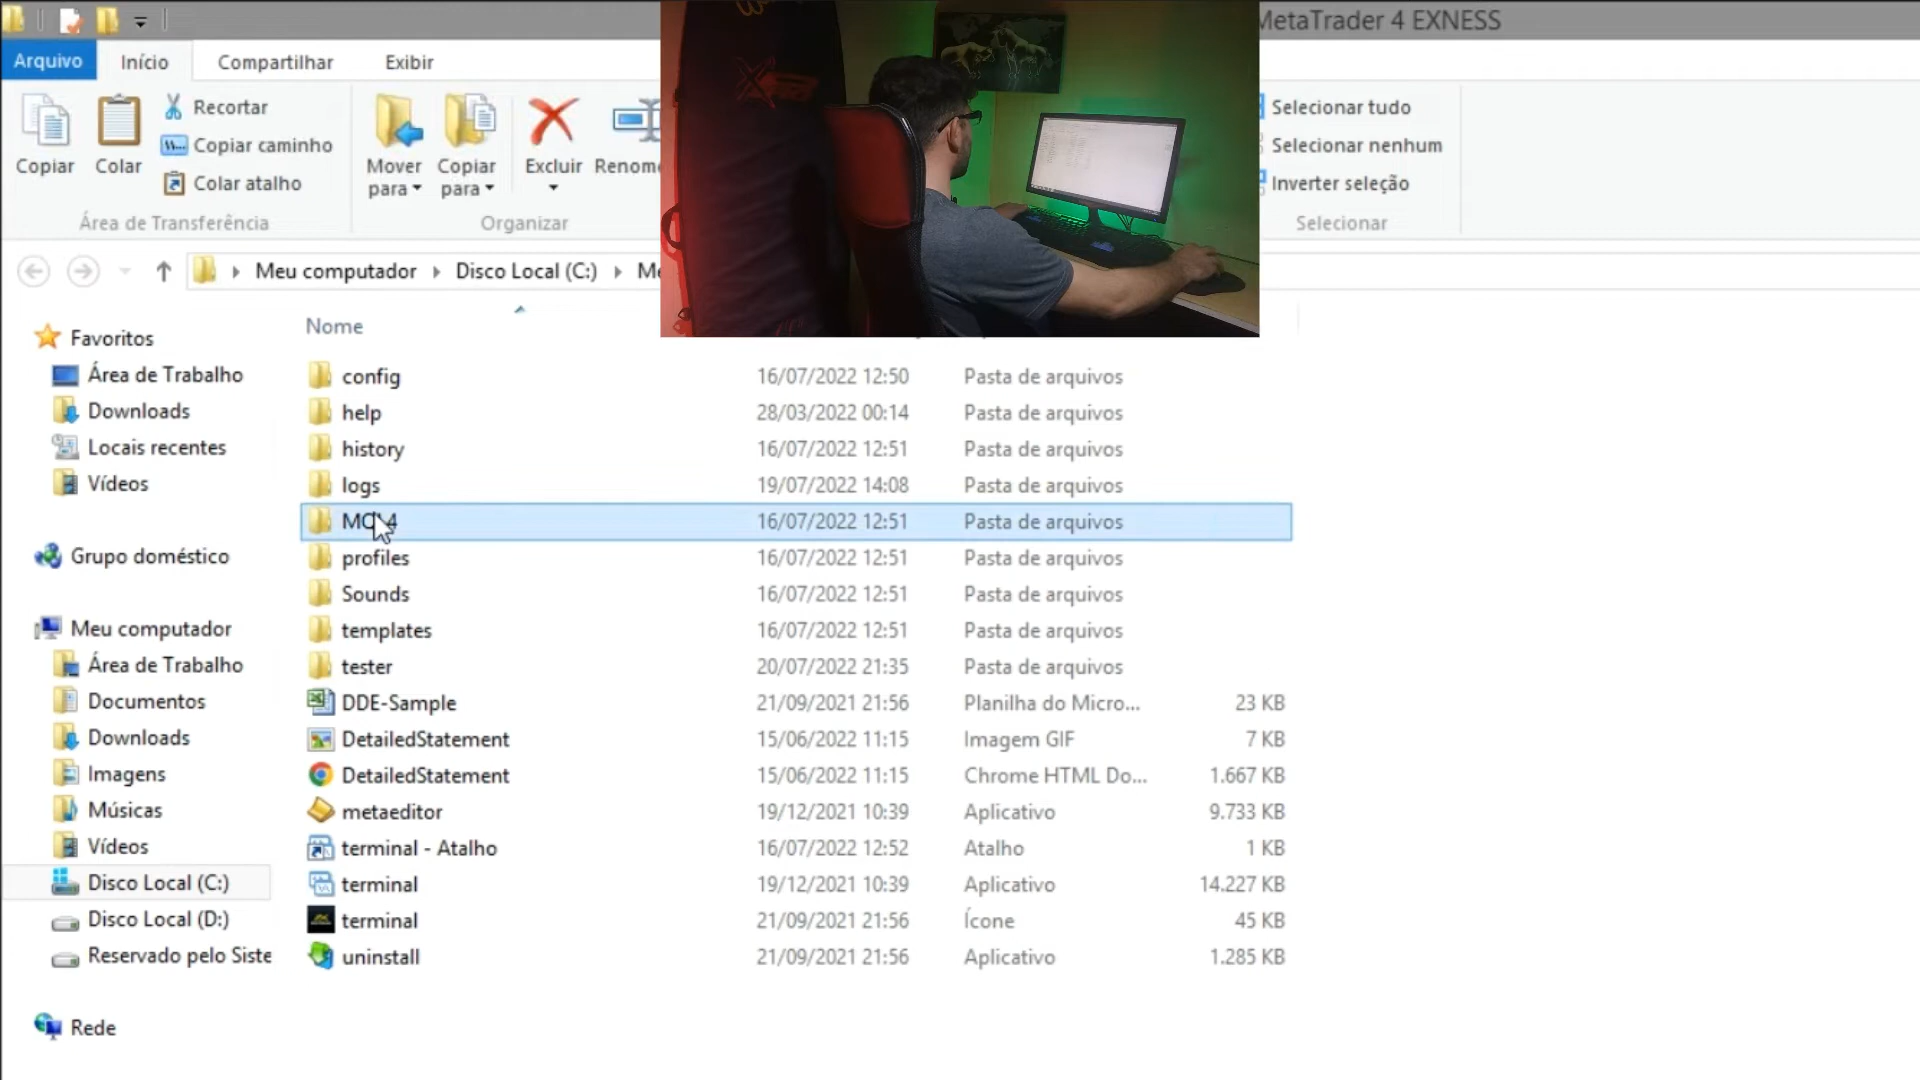 MetaTrader 4 EXNESS
Arquivo Início Compartilhar Exibir
Copiar Colar Recortar Copiar caminho Colar atalho
Mover para Copiar para Excluir
Selecionar tudo
Selecionar nenhum
Inverter seleção
Área de Transferência Organizar Selecionar
Meu computador Disco Local (C:)
Nome
Favoritos
Área de Trabalho
Downloads
Locais recentes
Vídeos
Grupo doméstico
Meu computador
Área de Trabalho
Documentos
Downloads
Imagens
Músicas
Vídeos
Disco Local (C:)
Disco Local (D:)
Reservado pelo Siste
Rede
config 16/07/2022 12:50 Pasta de arquivos
help 28/03/2022 00:14 Pasta de arquivos
history 16/07/2022 12:51 Pasta de arquivos
logs 19/07/2022 14:08 Pasta de arquivos
16/07/2022 12:51 Pasta de arquivos
profiles 16/07/2022 12:51 Pasta de arquivos
Sounds 16/07/2022 12:51 Pasta de arquivos
templates 16/07/2022 12:51 Pasta de arquivos
tester 20/07/2022 21:35 Pasta de arquivos
DDE-Sample 21/09/2021 21:56 Planilha do Micro... 23 KB
DetailedStatement 15/06/2022 11:15 Imagem GIF 7 KB
DetailedStatement 15/06/2022 11:15 Chrome HTML Do... 1.667 KB
metaeditor 19/12/2021 10:39 Aplicativo 9.733 KB
terminal - Atalho 16/07/2022 12:52 Atalho 1 KB
terminal 19/12/2021 10:39 Aplicativo 14.227 KB
terminal 21/09/2021 21:56 Ícone 45 KB
uninstall 21/09/2021 21:56 Aplicativo 1.285 KB